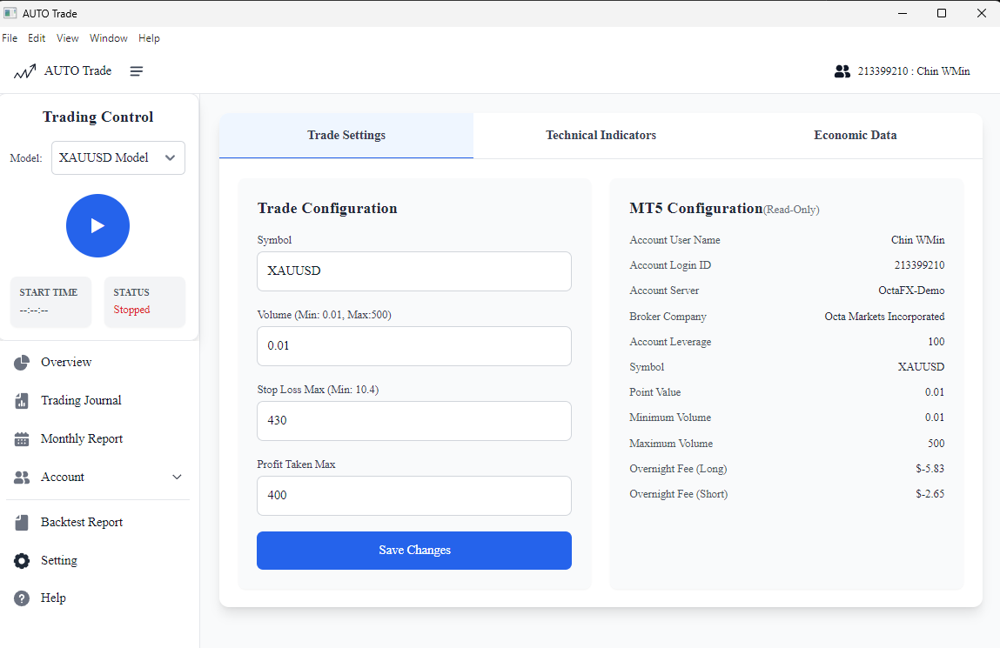 AUTO Trade
File Edit View Window Help
AUTO Trade
213399210 : Chin WMin
Trading Control
Model: XAUUSD Model
START TIME
--:--:--
STATUS
Stopped
Overview
Trading Journal
Monthly Report
Account
Backtest Report
Setting
Help
Trade Settings
Technical Indicators
Economic Data
Trade Configuration
Symbol
XAUUSD
Volume (Min: 0.01, Max:500)
0.01
Stop Loss Max (Min: 10.4)
430
Profit Taken Max
400
Save Changes
MT5 Configuration(Read-Only)
Account User Name Chin WMin
Account Login ID 213399210
Account Server OctaFX-Demo
Broker Company Octa Markets Incorporated
Account Leverage 100
Symbol XAUUSD
Point Value 0.01
Minimum Volume 0.01
Maximum Volume 500
Overnight Fee (Long) $-5.83
Overnight Fee (Short) $-2.65